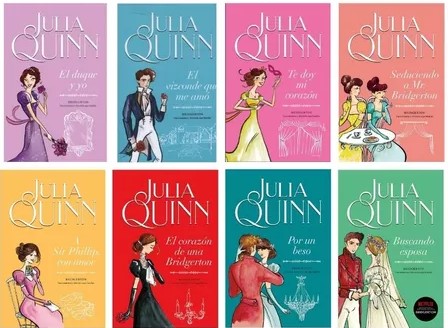 JULIA
QUINN
El duque
y yo
JULIA
QUINN
El
vizconde que
me amó
JULIA
QUINN
Te doy
mi
corazón
JULIA
QUINN
Seduciendo
a Mr.
Bridgerton
JULIA
QUINN
A
Sir Phillip,
con amor
JULIA
QUINN
El corazón
de una
Bridgerton
JULIA
QUINN
Por un
beso
JULIA
QUINN
Buscando
esposa